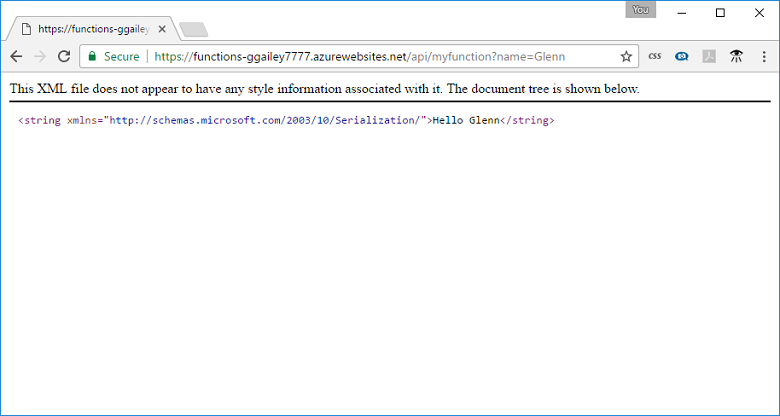 You
https://functions-ggailey
Secure https://functions-ggailey7777.azurewebsites.net/api/myfunction?name=Glenn
CSS
This XML file does not appear to have any style information associated with it. The document tree is shown below.
<string xmlns="http://schemas.microsoft.com/2003/10/Serialization/">Hello Glenn</string>